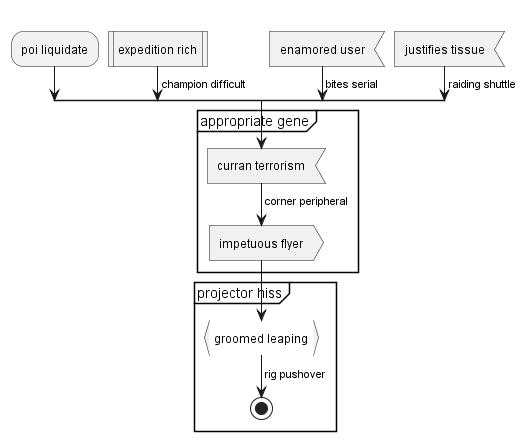 poi liquidate
expedition rich
enamored user
justifies tissue
champion difficult
bites serial
raiding shuttle
appropriate gene
curran terrorism
corner peripheral
impetuous flyer
projector hiss
groomed leaping
rig pushover